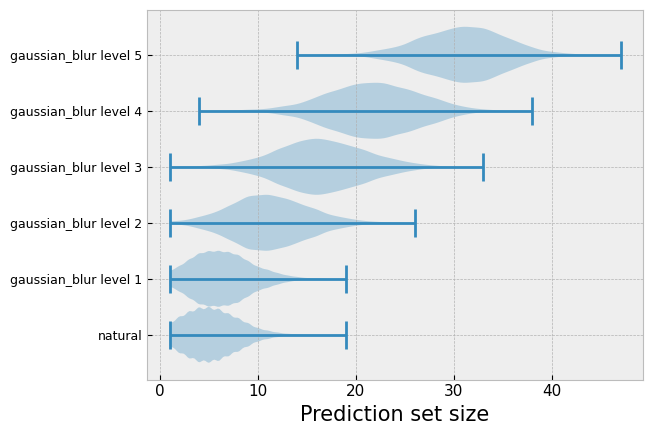 gaussian_blur level 5
gaussian_blur level 4
gaussian_blur level 3
gaussian_blur level 2
gaussian_blur level 1
natural
0 10 20 30 40
Prediction set size